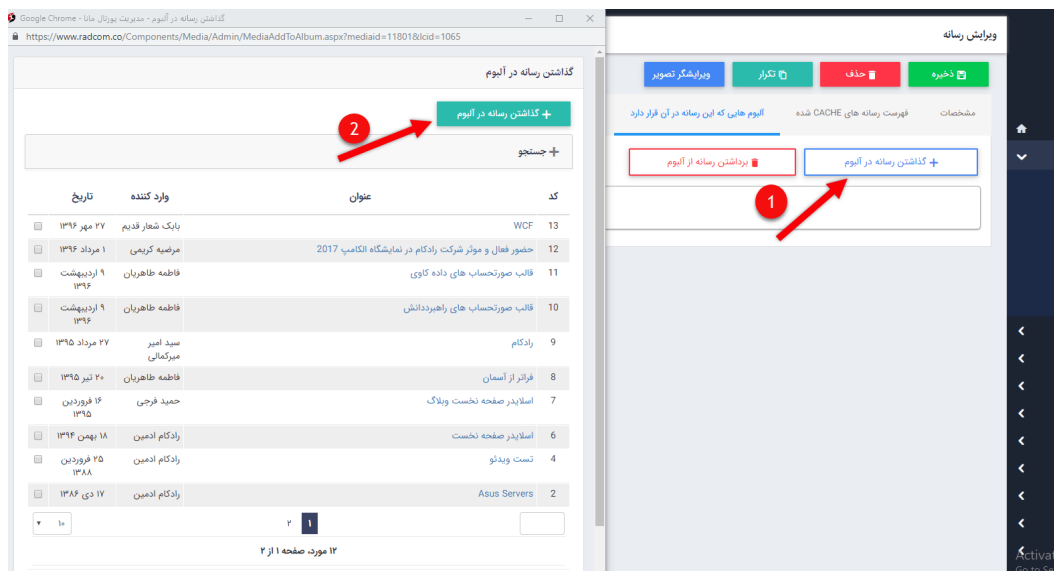 گذاشتن رسانه در آلبوم - مدیریت پورتال مانا - Google Chrome
https://www.radcom.co/Components/Media/Admin/MediaAddToAlbum.aspx?mediaid=11801&lcid=1065
گذاشتن رسانه در آلبوم
+ گذاشتن رسانه در آلبوم
2
+ جستجو
کد عنوان وارد کننده تاریخ
13 WCF بابک شعار قدیم ۲۷ مهر ۱۳۹۶
12 حضور فعال و موثر شرکت رادکام در نمایشگاه الکامپ 2017 مرضیه کریمی ۱ مرداد ۱۳۹۶
11 قالب صورتحساب های داده کاوی فاطمه طاهریان ۹ اردیبهشت
۱۳۹۶
10 قالب صورتحساب های راهبرددانش فاطمه طاهریان ۹ اردیبهشت
۱۳۹۶
9 رادکام سید امیر ۲۷ مرداد ۱۳۹۵
میرکمالی
8 فراتر از آسمان فاطمه طاهریان ۲۰ تیر ۱۳۹۵
7 اسلایدر صفحه نخست وبلاگ حمید فرجی ۱۶ فروردین
۱۳۹۵
6 اسلایدر صفحه نخست رادکام ادمین ۱۸ بهمن ۱۳۹۴
4 تست ویدئو رادکام ادمین ۲۵ فروردین
۱۳۸۸
2 Asus Servers رادکام ادمین ۱۷ دی ۱۳۸۶
۱ ۲ ۱۰
۱۲ مورد، صفحه ۱ از ۲
ویرایش رسانه
ذخیره حذف تکرار ویرایشگر تصویر
مشخصات فهرست رسانه های CACHE شده آلبوم هایی که این رسانه در آن قرار دارد
+ گذاشتن رسانه در آلبوم برداشتن رسانه از آلبوم
1
Activat
Go to Se